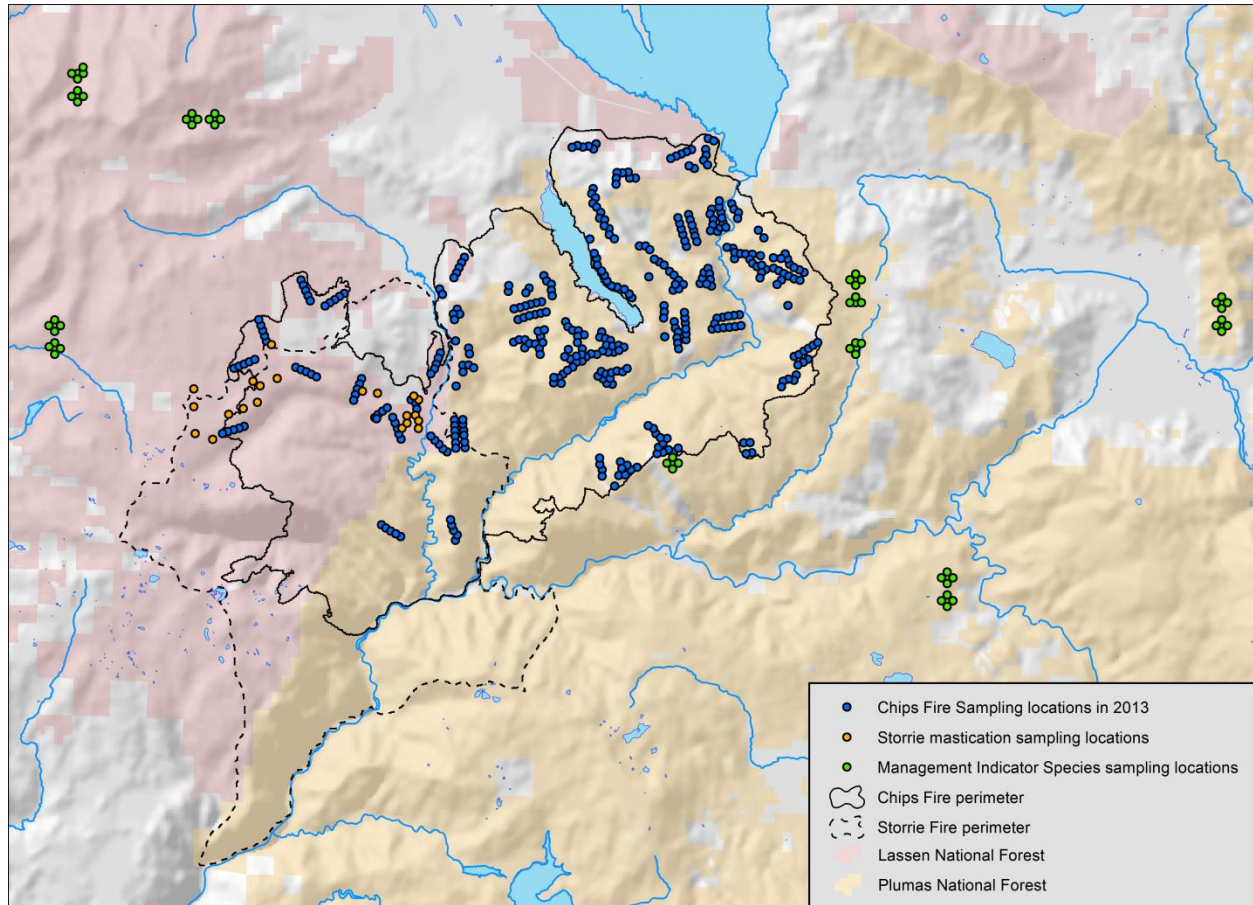 Chips Fire Sampling locations in 2013
Storrie mastication sampling locations
Management Indicator Species sampling locations
Chips Fire perimeter
Storrie Fire perimeter
Lassen National Forest
Plumas National Forest